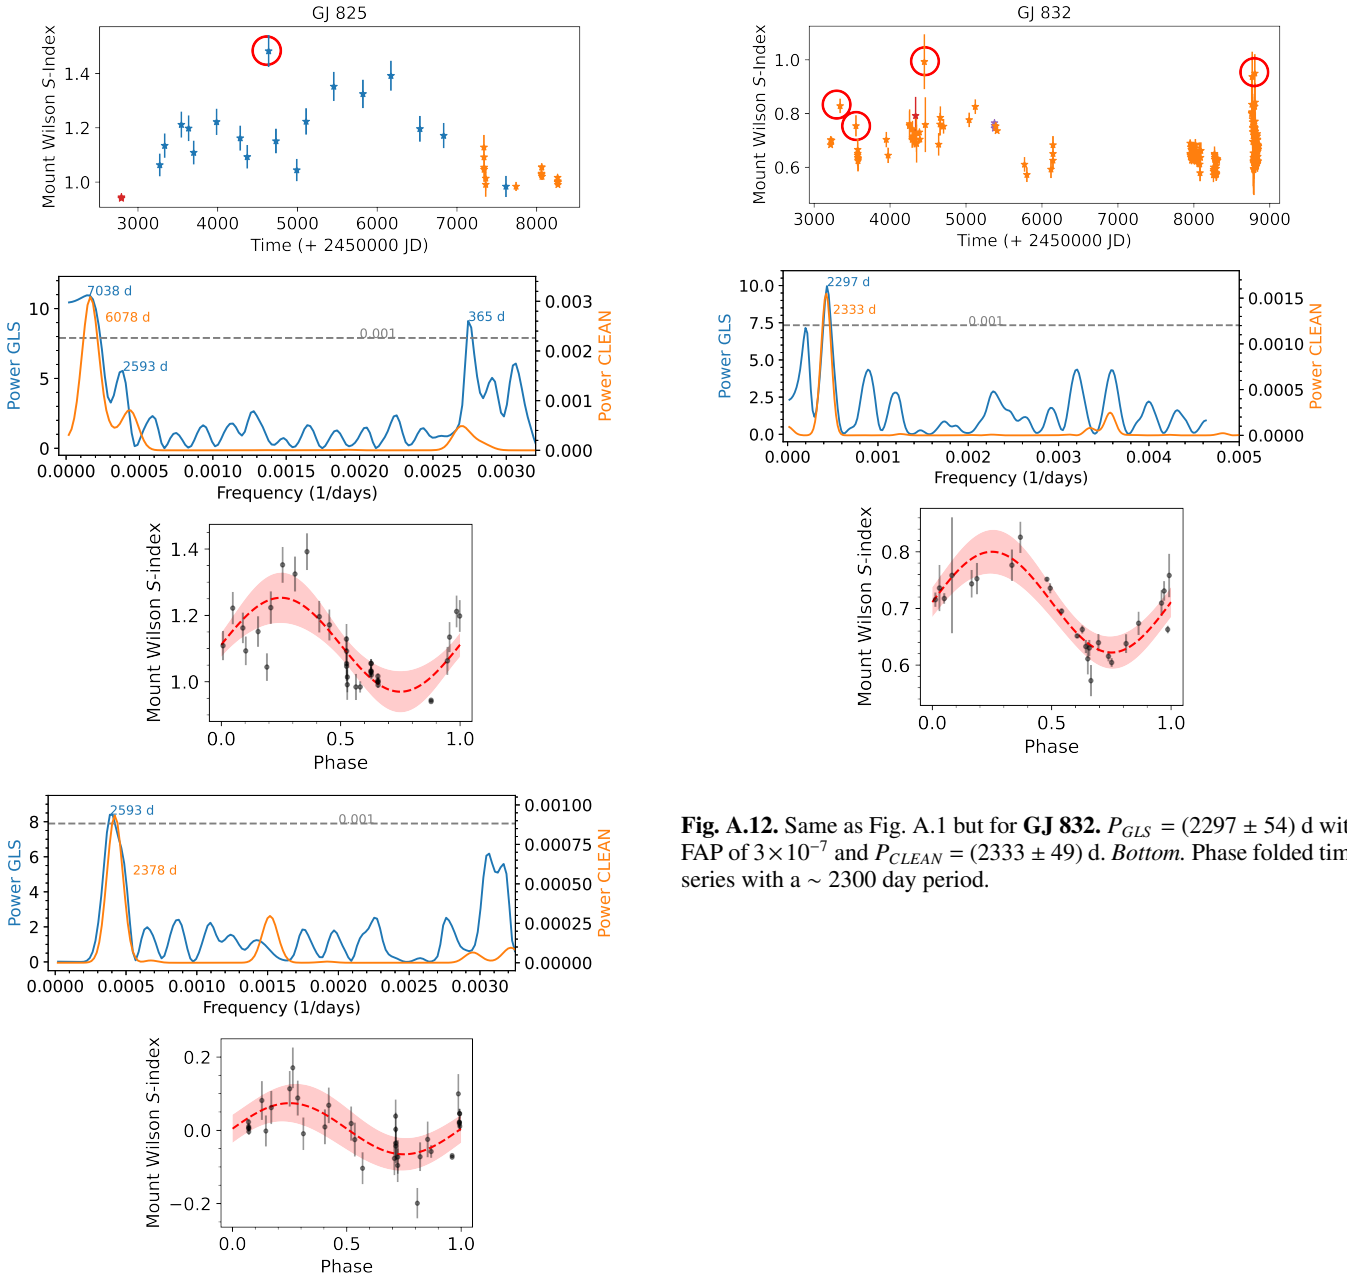 GJ 825
Mount Wilson S-Index
1.4
1.2
1.0
3000 4000 5000 6000 7000 8000
Time (+ 2450000 JD)
7038 d
6078 d
2593 d
365 d
0.001
Power GLS
10
5
0
0.003
0.002
0.001
0.000
Power CLEAN
0.0000 0.0005 0.0010 0.0015 0.0020 0.0025 0.0030
Frequency (1/days)
Mount Wilson S-index
1.4
1.2
1.0
0.0 0.5 1.0
Phase
2593 d
2378 d
0.001
Power GLS
8
6
4
2
0
0.00100
0.00075
0.00050
0.00025
0.00000
Power CLEAN
0.0000 0.0005 0.0010 0.0015 0.0020 0.0025 0.0030
Frequency (1/days)
Mount Wilson S-index
0.2
0.0
−0.2
0.0 0.5 1.0
Phase
GJ 832
Mount Wilson S-Index
1.0
0.8
0.6
3000 4000 5000 6000 7000 8000 9000
Time (+ 2450000 JD)
2297 d
2333 d
0.001
Power GLS
10.0
7.5
5.0
2.5
0.0
0.0015
0.0010
0.0005
0.0000
Power CLEAN
0.000 0.001 0.002 0.003 0.004 0.005
Frequency (1/days)
Mount Wilson S-index
0.8
0.7
0.6
0.0 0.5 1.0
Phase
Fig. A.12. Same as Fig. A.1 but for GJ 832. P_GLS = (2297 ± 54) d wit
FAP of 3×10⁻⁷ and P_CLEAN = (2333 ± 49) d. Bottom. Phase folded tim
series with a ∼ 2300 day period.